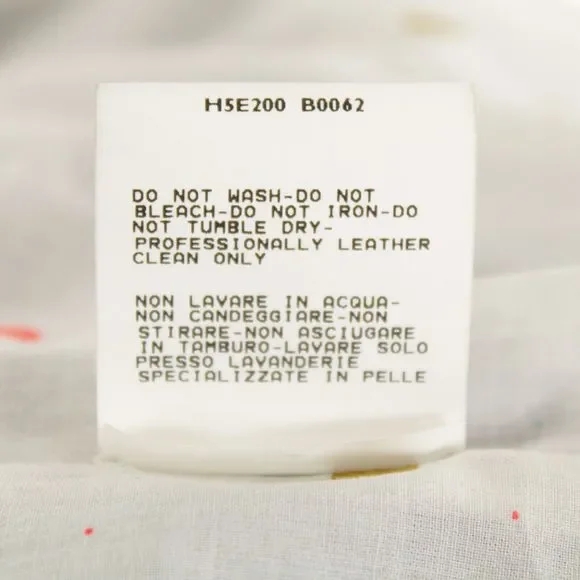 H5E200 B0062
DO NOT WASH-DO NOT
BLEACH-DO NOT IRON-DO
NOT TUMBLE DRY-
PROFESSIONALLY LEATHER
CLEAN ONLY
NON LAVARE IN ACQUA-
NON CANDEGGIARE-NON
STIRARE-NON ASCIUGARE
IN TAMBURO-LAVARE SOLO
PRESSO LAVANDERIE
SPECIALIZZATE IN PELLE